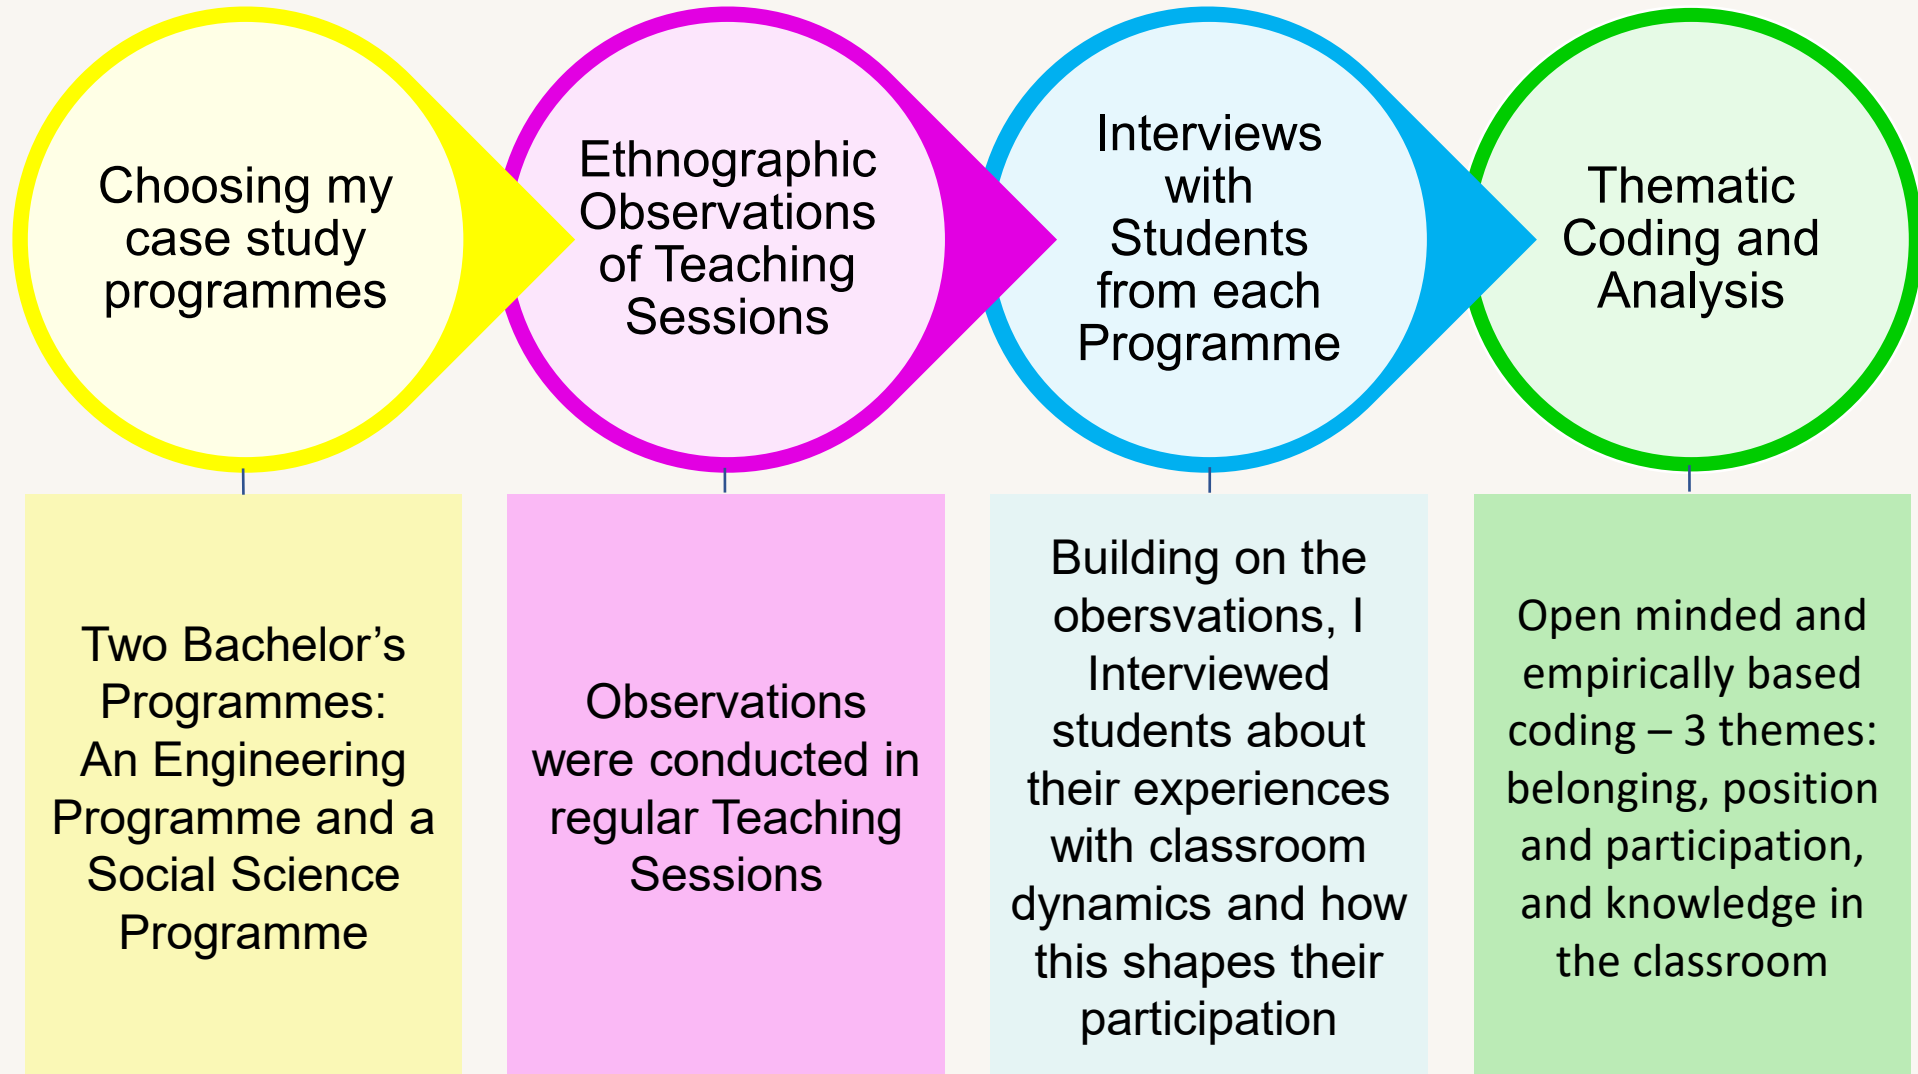 Choosing my
case study
programmes
Ethnographic
Observations
of Teaching
Sessions
Interviews
with
Students
from each
Programme
Thematic
Coding and
Analysis
Two Bachelor’s
Programmes:
An Engineering
Programme and a
Social Science
Programme
Observations
were conducted in
regular Teaching
Sessions
Building on the
obersvations, I
Interviewed
students about
their experiences
with classroom
dynamics and how
this shapes their
participation
Open minded and
empirically based
coding – 3 themes:
belonging, position
and participation,
and knowledge in
the classroom